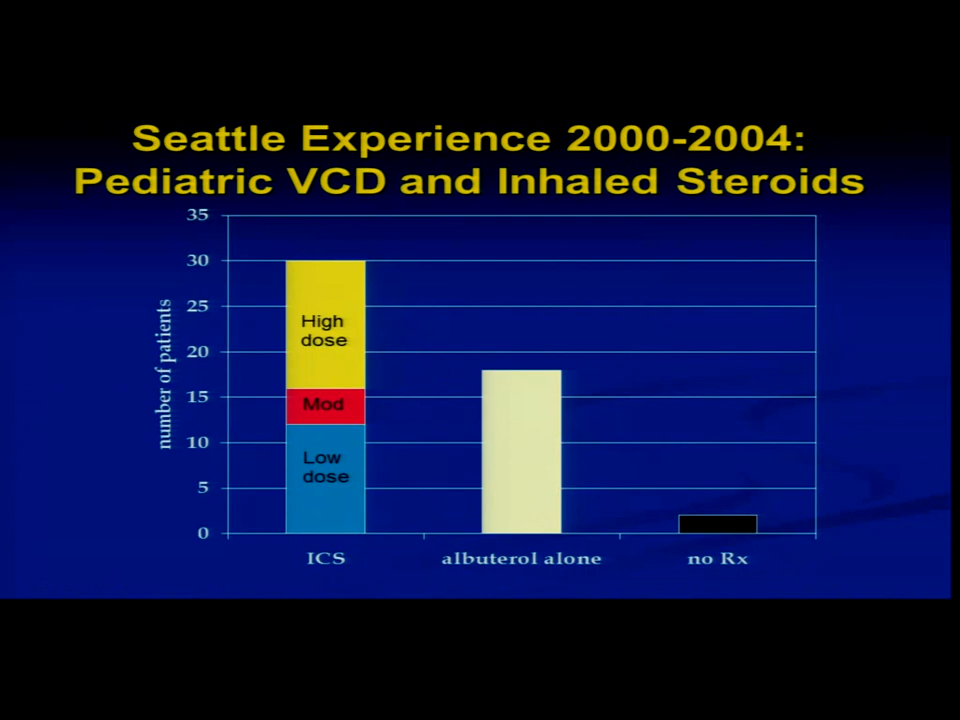 Seattle Experience 2000-2004:
Pediatric VCD and Inhaled Steroids
number of patients
35
30
25
20
15
10
5
0
High
dose
Mod
Low
dose
ICS
albuterol alone
no Rx